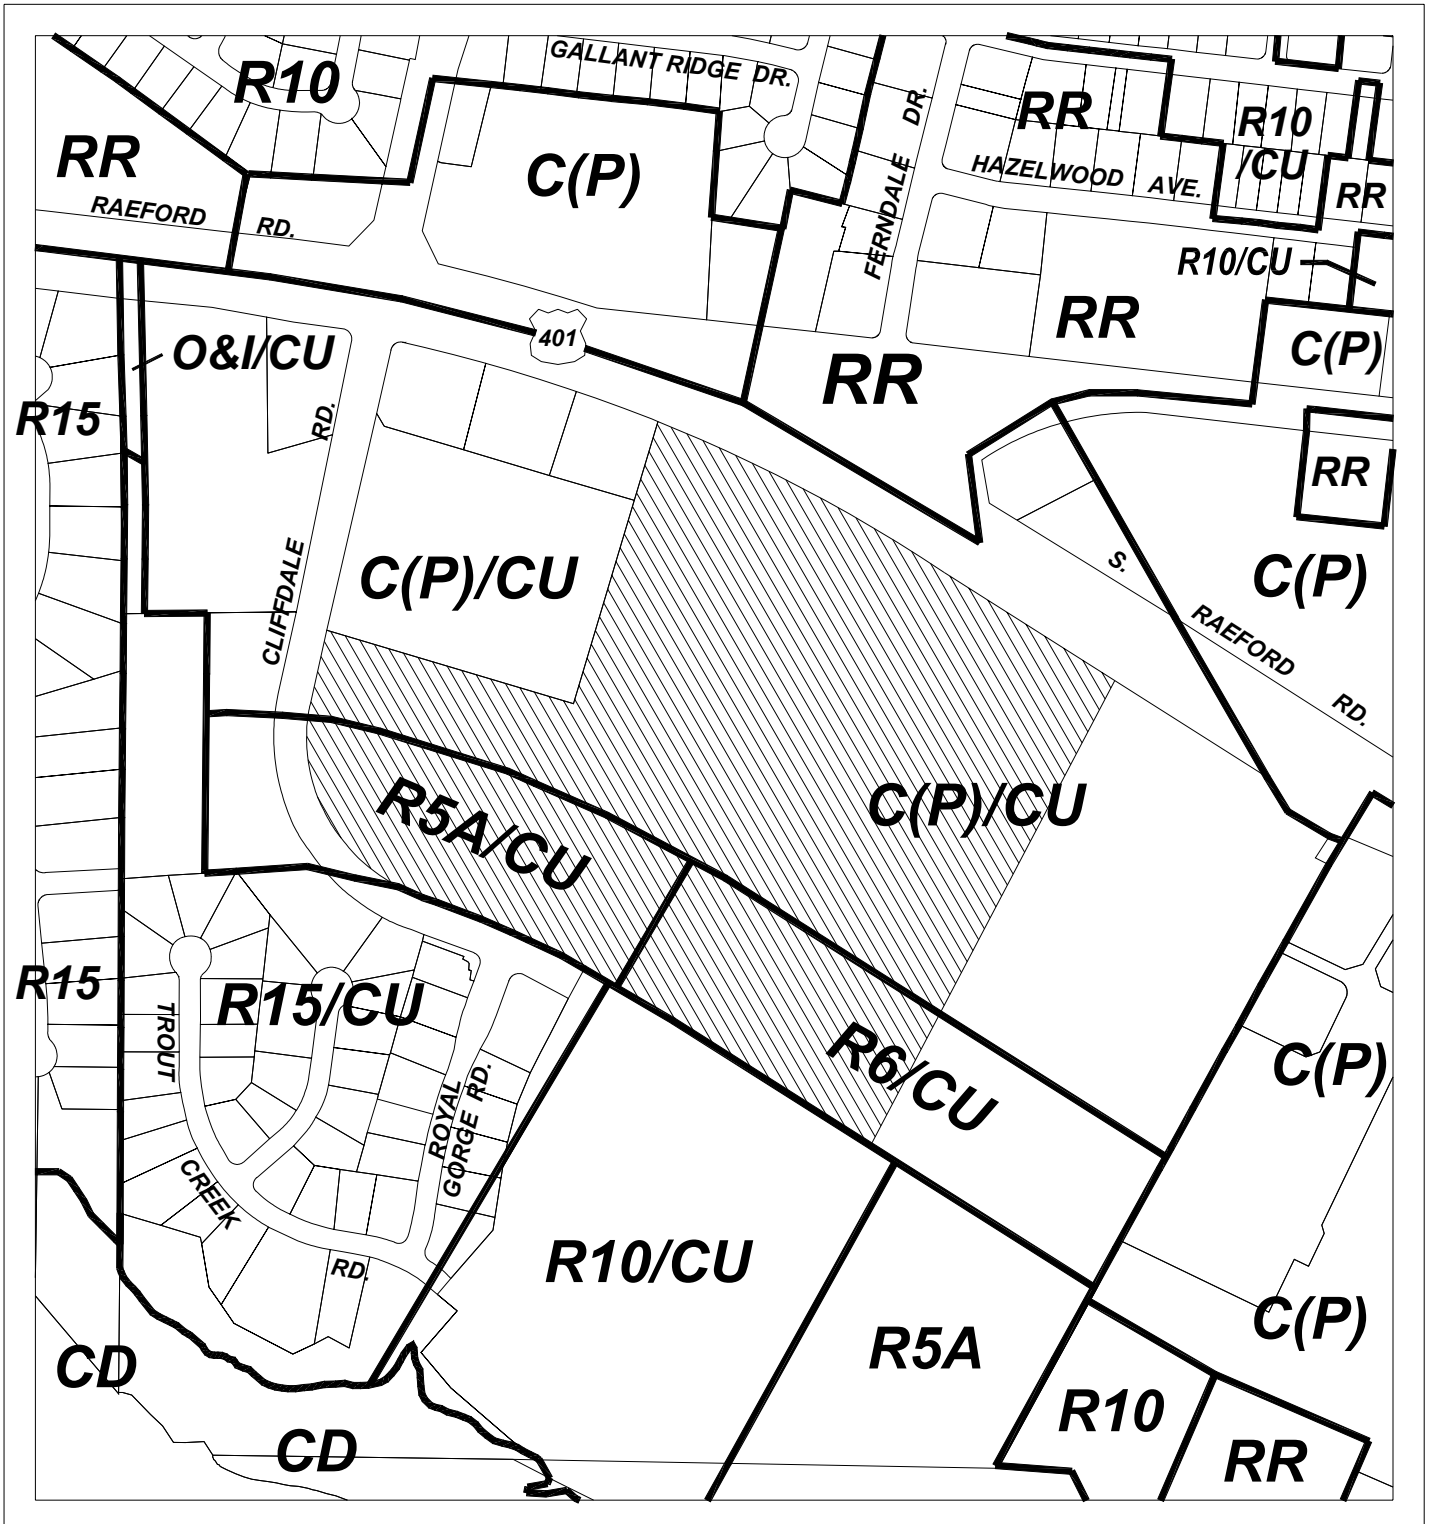 GALLANT RIDGE DR.
R10
RR
C(P)
RR
R10
/CU
FERNDALE DR.
HAZELWOOD AVE.
RR
RAEFORD RD.
R10/CU
RR
401
O&I/CU
C(P)
RR
R15
CLIFFDALE RD.
RR
C(P)/CU
C(P)
S. RAEFORD RD.
R5A/CU
C(P)/CU
R15
R15/CU
R6/CU
C(P)
TROUT CREEK RD.
ROYAL
GORGE RD.
R10/CU
C(P)
R5A
CD
R10
CD
RR